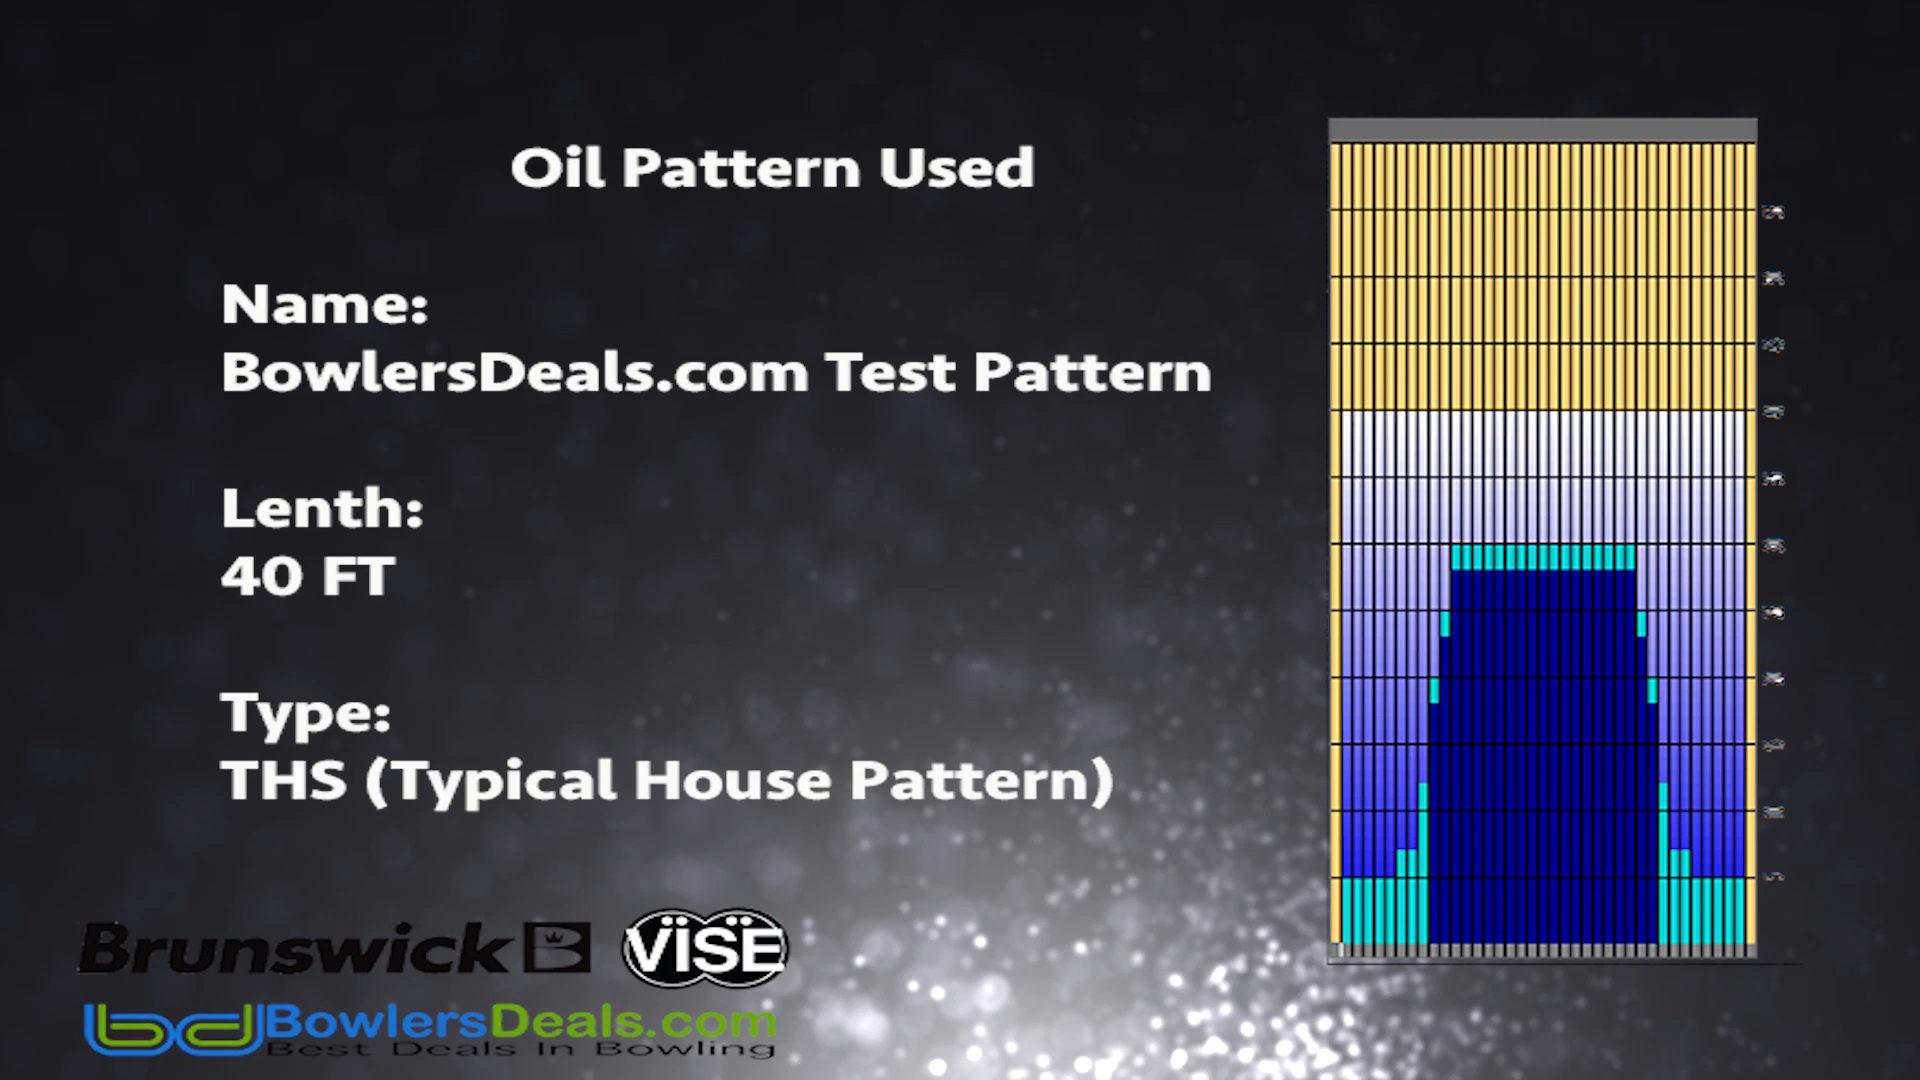 Oil Pattern Used
Name:
BowlersDeals.com Test Pattern
Lenth:
40 FT
Type:
THS (Typical House Pattern)
Brunswick B
VISE
bd BowlersDeals.com
Best Deals In Bowling